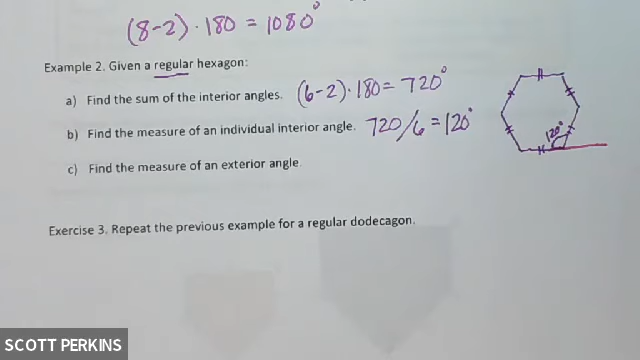 (8-2) · 180 = 1080°
Example 2. Given a regular hexagon:
a) Find the sum of the interior angles. (6-2)·180 = 720°
b) Find the measure of an individual interior angle. 720/6 = 120°
120°
c) Find the measure of an exterior angle.
Exercise 3. Repeat the previous example for a regular dodecagon.
SCOTT PERKINS